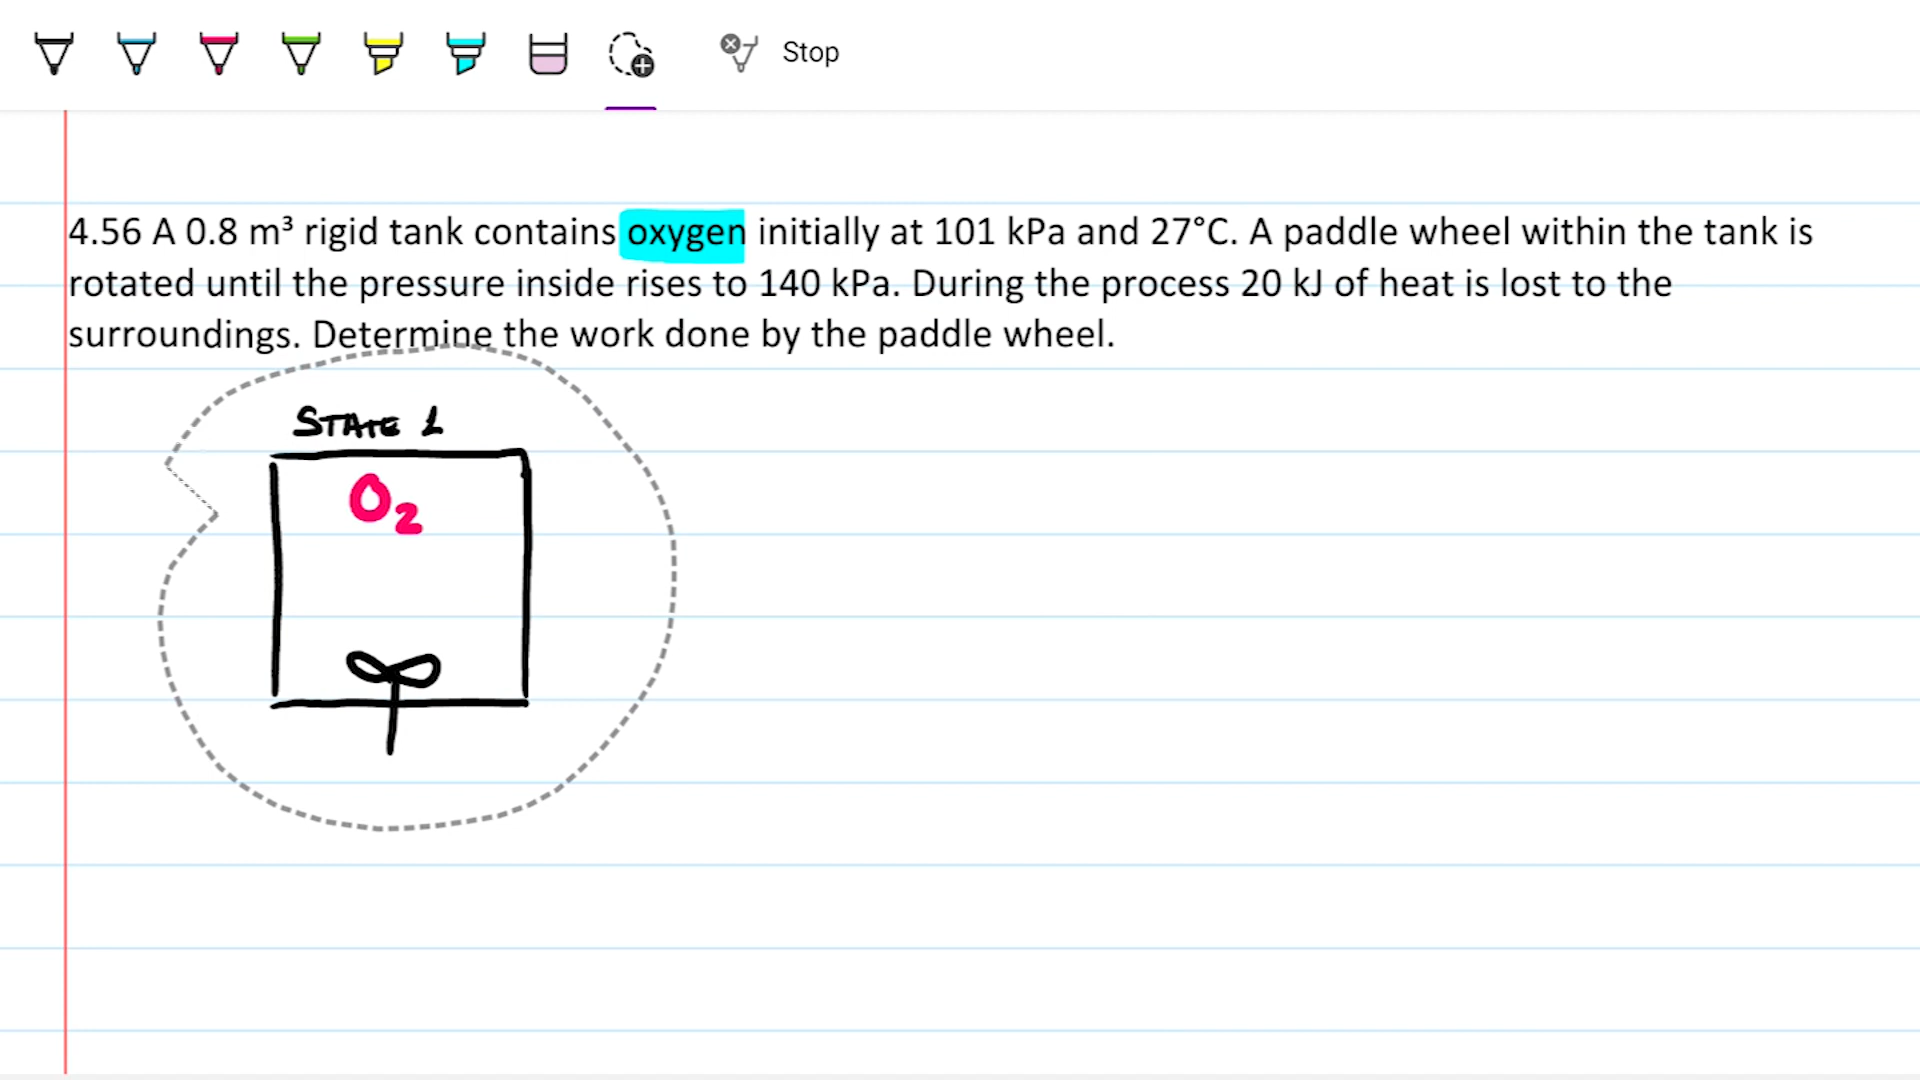 Stop
4.56 A 0.8 m³ rigid tank contains oxygen initially at 101 kPa and 27°C. A paddle wheel within the tank is
rotated until the pressure inside rises to 140 kPa. During the process 20 kJ of heat is lost to the
surroundings. Determine the work done by the paddle wheel.
STATE 1
O₂